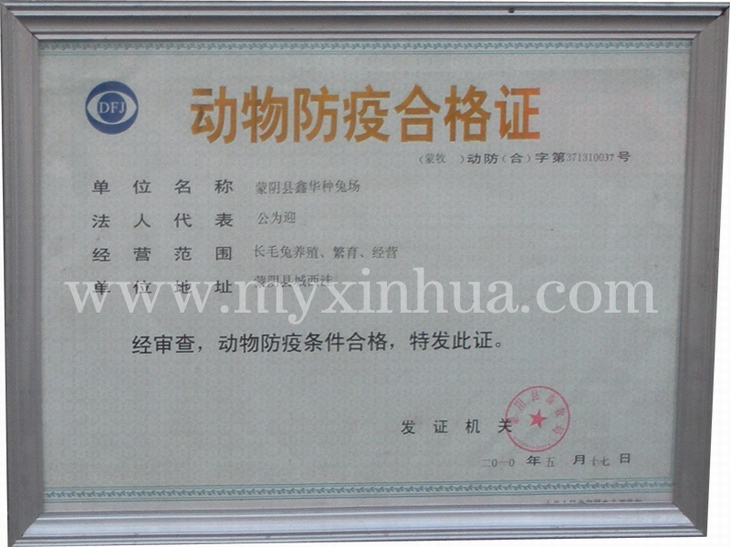 DFJ
动物防疫合格证
（蒙牧 ）动防（合）字第371310037号
单位名称 蒙阴县鑫华种兔场
法人代表 公为迎
经营范围 长毛兔养殖、繁育、经营
单位地址 蒙阴县城西洼
www.myxinhua.com
经审查，动物防疫条件合格，特发此证。
发证机关
二〇一〇年五月十七日